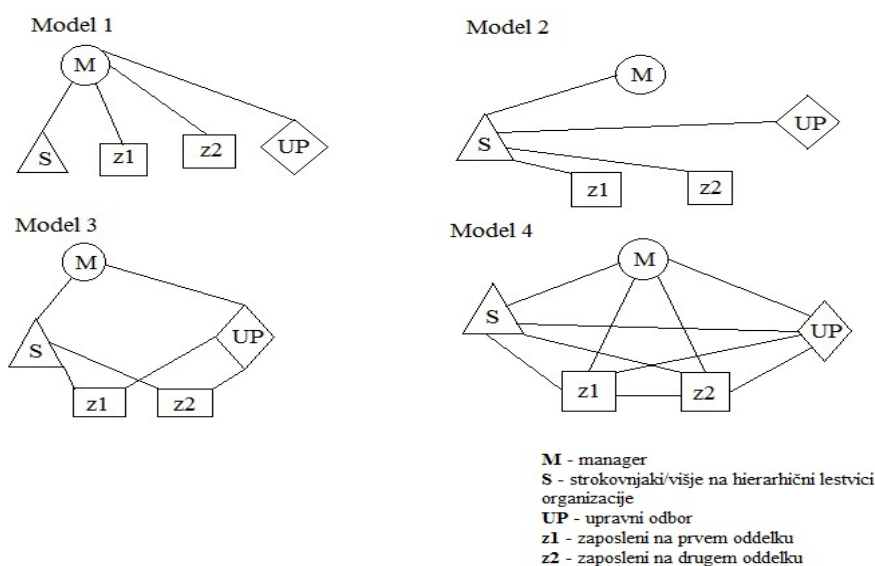 Model 1
M
S
z1
z2
UP
Model 2
M
S
UP
z1
z2
Model 3
M
S
UP
z1
z2
Model 4
M
S
UP
z1
z2
M - manager
S - strokovnjaki/višje na hierarhični lestvici
organizacije
UP - upravni odbor
z1 - zaposleni na prvem oddelku
z2 - zaposleni na drugem oddelku